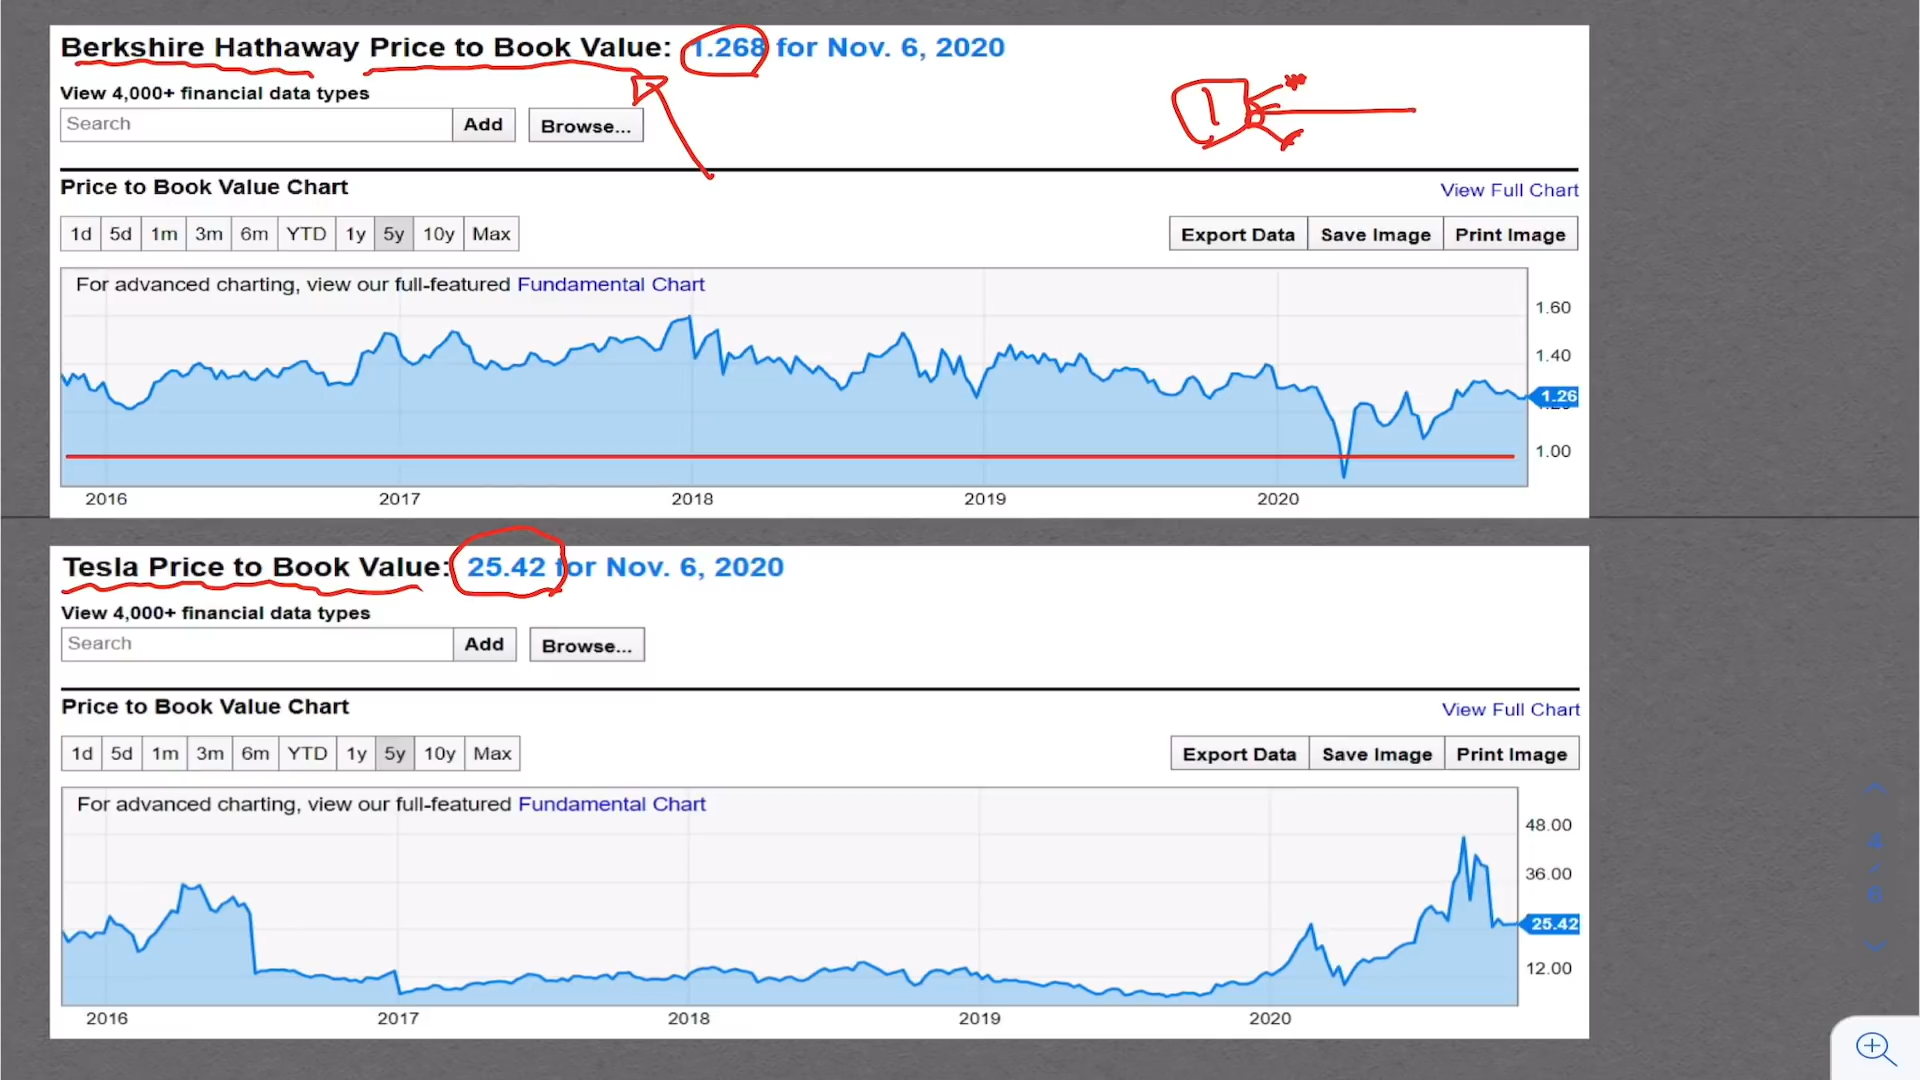 Berkshire Hathaway Price to Book Value: 1.268 for Nov. 6, 2020
View 4,000+ financial data types
Search Add Browse...
Price to Book Value Chart
View Full Chart
1d 5d 1m 3m 6m YTD 1y 5y 10y Max
Export Data Save Image Print Image
For advanced charting, view our full-featured Fundamental Chart
1.60
1.40
1.26
1.00
2016 2017 2018 2019 2020
Tesla Price to Book Value: 25.42 for Nov. 6, 2020
View 4,000+ financial data types
Search Add Browse...
Price to Book Value Chart
View Full Chart
1d 5d 1m 3m 6m YTD 1y 5y 10y Max
Export Data Save Image Print Image
For advanced charting, view our full-featured Fundamental Chart
48.00
36.00
25.42
12.00
2016 2017 2018 2019 2020